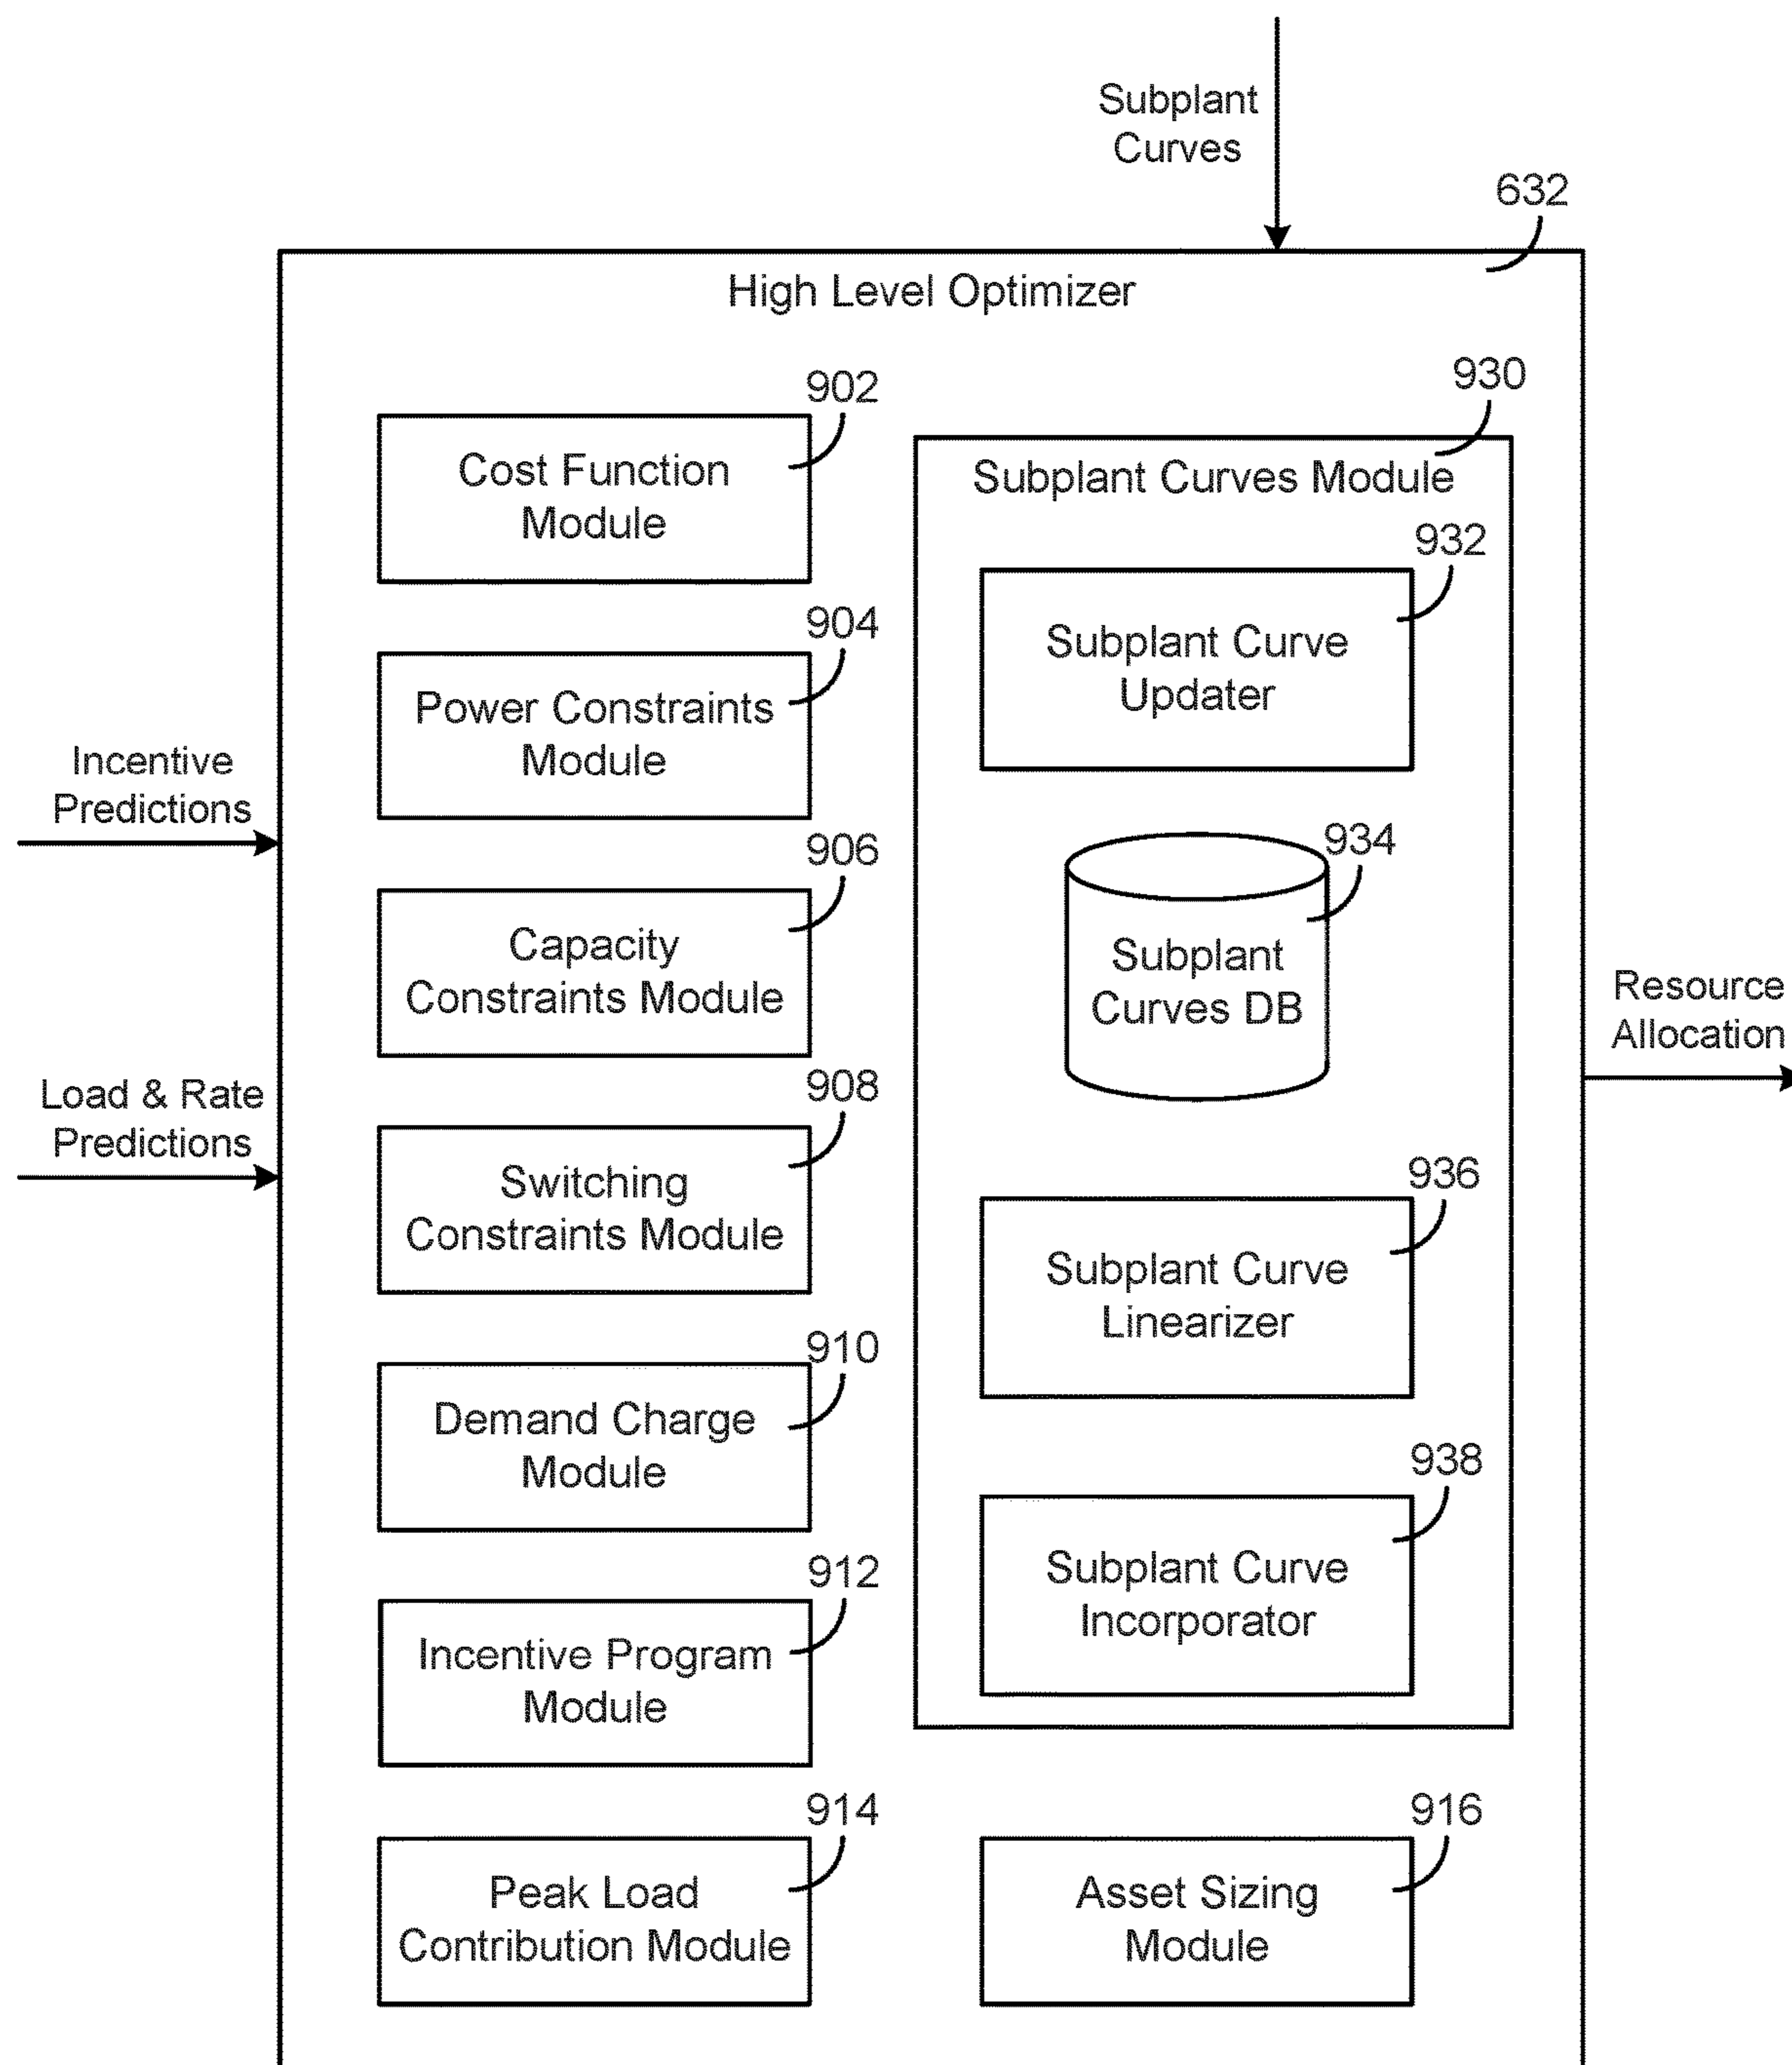 Subplant
Curves
632
High Level Optimizer
902
Cost Function
Module
904
Power Constraints
Module
Incentive
Predictions
906
Capacity
Constraints Module
Load & Rate
Predictions
908
Switching
Constraints Module
910
Demand Charge
Module
912
Incentive Program
Module
914
Peak Load
Contribution Module
930
Subplant Curves Module
932
Subplant Curve
Updater
934
Subplant
Curves DB
936
Subplant Curve
Linearizer
938
Subplant Curve
Incorporator
916
Asset Sizing
Module
Resource
Allocation